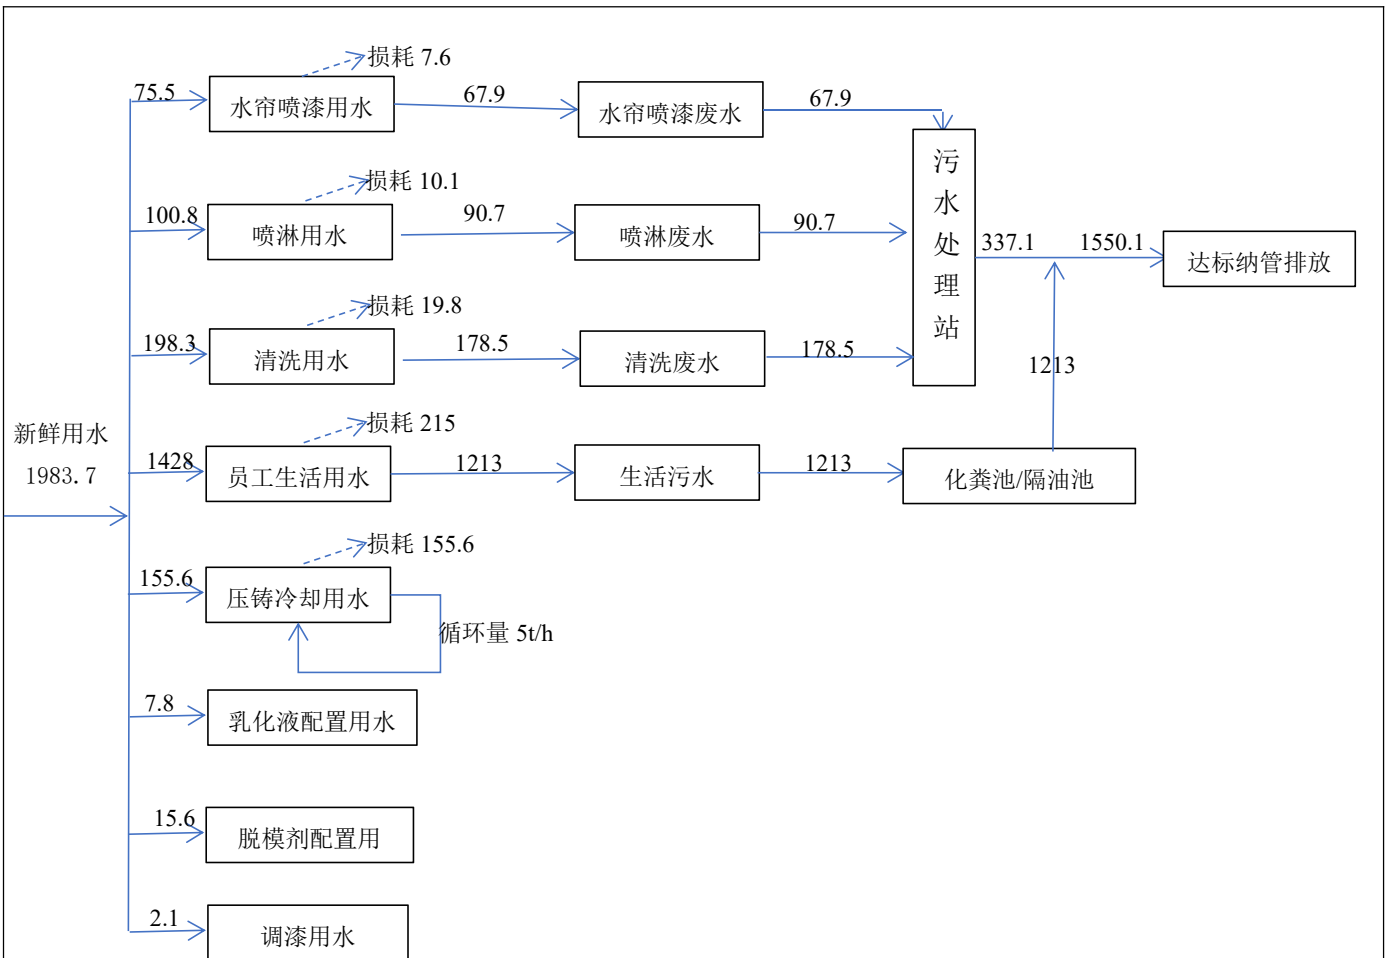 损耗 7.6
75.5
水帘喷漆用水
67.9
水帘喷漆废水
67.9
损耗 10.1
100.8
喷淋用水
90.7
喷淋废水
90.7
污水处理站
337.1
1550.1
达标纳管排放
损耗 19.8
198.3
清洗用水
178.5
清洗废水
178.5
1213
新鲜用水
1983.7
损耗 215
1428
员工生活用水
1213
生活污水
1213
化粪池/隔油池
损耗 155.6
155.6
压铸冷却用水
循环量 5t/h
7.8
乳化液配置用水
15.6
脱模剂配置用
2.1
调漆用水